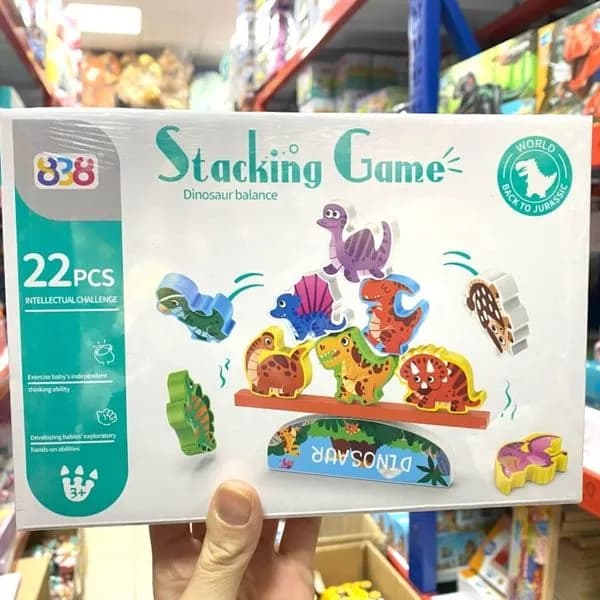 838
Stacking Game
Dinosaur balance
WORLD
BACK TO JURASSIC
22PCS
INTELLECTUAL CHALLENGE
Exercise baby's independent
thinking ability
Developing babies' exploratory
hands-on abilities
3+
DINOSAUR